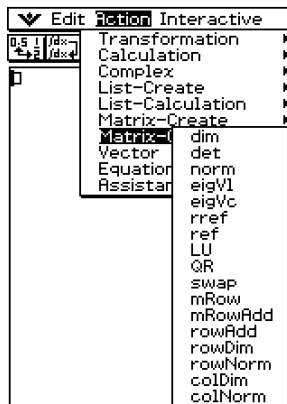 Edit Action Interactive
Transformation
Calculation
Complex
List-Create
List-Calculation
Matrix-Create
Matrix-C
Vector
Equation
Assistan
dim
det
norm
eigVl
eigVc
rref
ref
LU
QR
swap
mRow
mRowAdd
rowAdd
rowDim
rowNorm
colDim
colNorm